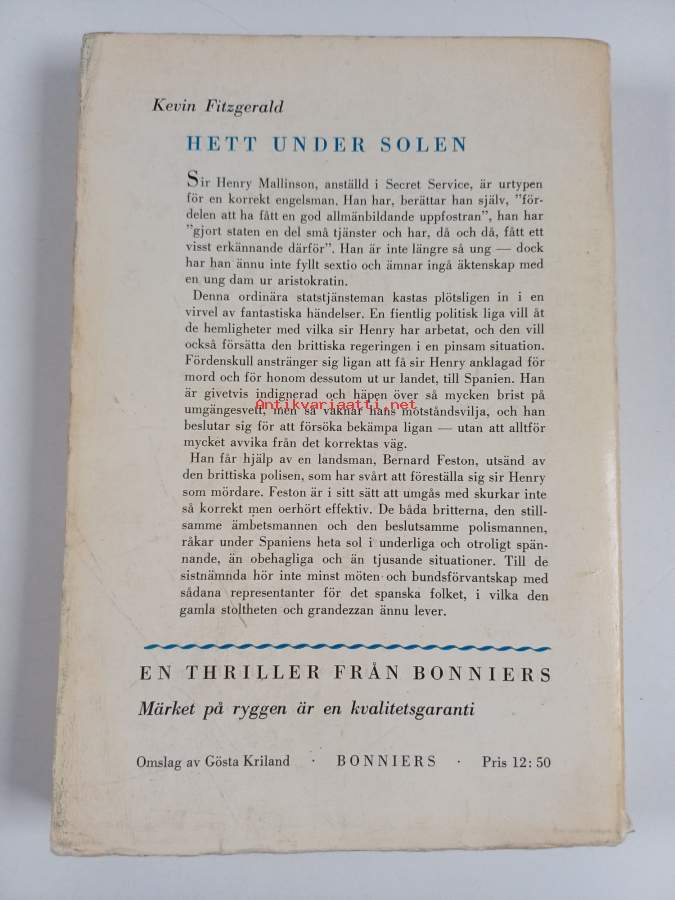 Kevin Fitzgerald
HETT UNDER SOLEN
Sir Henry Mallinson, anställd i Secret Service, är urtypen
för en korrekt engelsman. Han har, berättar han själv, ”för-
delen att ha fått en god allmänbildande uppfostran”, han har
”gjort staten en del små tjänster och har, då och då, fått ett
visst erkännande därför”. Han är inte längre så ung — dock
har han ännu inte fyllt sextio och ämnar ingå äktenskap med
en ung dam ur aristokratin.
Denna ordinära statstjänsteman kastas plötsligen in i en
virvel av fantastiska händelser. En fientlig politisk liga vill åt
de hemligheter med vilka sir Henry har arbetat, och den vill
också försätta den brittiska regeringen i en pinsam situation.
Fördenskull anstränger sig ligan att få sir Henry anklagad för
mord och för honom dessutom ut ur landet, till Spanien. Han
är givetvis indignerad och häpen över så mycken brist på
umgängesvett, men så vaknar hans motståndsvilja, och han
Antikvariaatti.net
beslutar sig för att försöka bekämpa ligan — utan att alltför
mycket avvika från det korrektas väg.
Han får hjälp av en landsman, Bernard Feston, utsänd av
den brittiska polisen, som har svårt att föreställa sig sir Henry
som mördare. Feston är i sitt sätt att umgås med skurkar inte
så korrekt men oerhört effektiv. De båda britterna, den still-
samme ämbetsmannen och den beslutsamme polismannen,
råkar under Spaniens heta sol i underliga och otroligt spän-
nande, än obehagliga och än tjusande situationer. Till de
sistnämnda hör inte minst möten och bundsförvantskap med
sådana representanter för det spanska folket, i vilka den
gamla stoltheten och grandezzan ännu lever.
EN THRILLER FRÅN BONNIERS
Märket på ryggen är en kvalitetsgaranti
Omslag av Gösta Kriland · BONNIERS · Pris 12:50